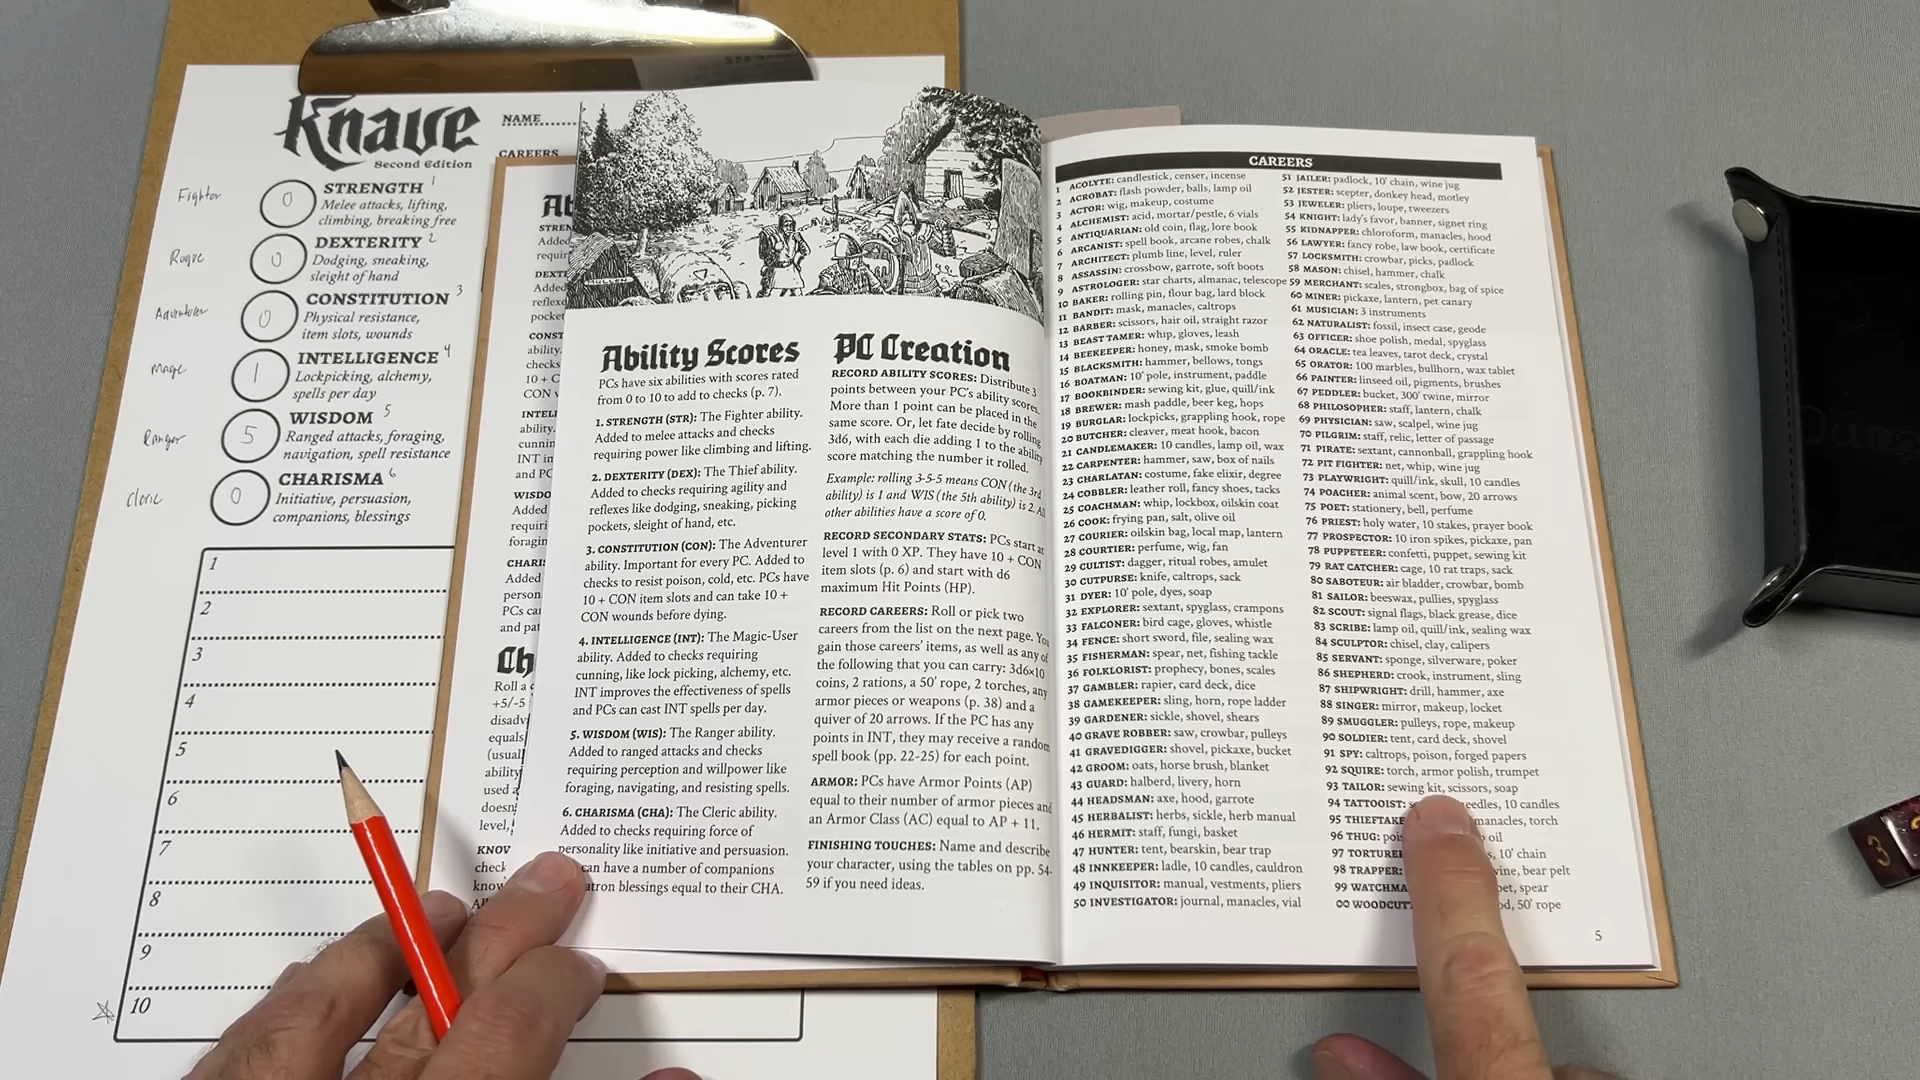 Knave
Second Edition
NAME
CAREERS
Fighter
0
STRENGTH 1
Melee attacks, lifting,
climbing, breaking free
Rogue
0
DEXTERITY 2
Dodging, sneaking,
sleight of hand
Adventurer
0
CONSTITUTION 3
Physical resistance,
item slots, wounds
Mage
1
INTELLIGENCE 4
Lockpicking, alchemy,
spells per day
Ranger
5
WISDOM 5
Ranged attacks, foraging,
navigation, spell resistance
Cleric
0
CHARISMA 6
Initiative, persuasion,
companions, blessings
1
2
3
4
5
6
7
8
9
10
Ability Scores
PCs have six abilities with scores rated
from 0 to 10 to add to checks (p. 7).
1. STRENGTH (STR): The Fighter ability.
Added to melee attacks and checks
requiring power like climbing and lifting.
2. DEXTERITY (DEX): The Thief ability.
Added to checks requiring agility and
reflexes like dodging, sneaking, picking
pockets, sleight of hand, etc.
3. CONSTITUTION (CON): The Adventurer
ability. Important for every PC. Added to
checks to resist poison, cold, etc. PCs have
10 + CON item slots and can take 10 +
CON wounds before dying.
4. INTELLIGENCE (INT): The Magic-User
ability. Added to checks requiring
cunning, like lock picking, alchemy, etc.
INT improves the effectiveness of spells
and PCs can cast INT spells per day.
5. WISDOM (WIS): The Ranger ability.
Added to ranged attacks and checks
requiring perception and willpower like
foraging, navigating, and resisting spells.
6. CHARISMA (CHA): The Cleric ability.
Added to checks requiring force of
personality like initiative and persuasion.
can have a number of companions
patron blessings equal to their CHA.
PC Creation
RECORD ABILITY SCORES: Distribute 3
points between your PC's ability scores.
More than 1 point can be placed in the
same score. Or, let fate decide by rolling
3d6, with each die adding 1 to the ability
score matching the number it rolled.
Example: rolling 3-5-5 means CON (the 3rd
ability) is 1 and WIS (the 5th ability) is 2. All
other abilities have a score of 0.
RECORD SECONDARY STATS: PCs start at
level 1 with 0 XP. They have 10 + CON
item slots (p. 6) and start with d6
maximum Hit Points (HP).
RECORD CAREERS: Roll or pick two
careers from the list on the next page. You
gain those careers' items, as well as any of
the following that you can carry: 3d6×10
coins, 2 rations, a 50' rope, 2 torches, any
armor pieces or weapons (p. 38) and a
quiver of 20 arrows. If the PC has any
points in INT, they may receive a random
spell book (pp. 22-25) for each point.
ARMOR: PCs have Armor Points (AP)
equal to their number of armor pieces and
an Armor Class (AC) equal to AP + 11.
FINISHING TOUCHES: Name and describe
your character, using the tables on pp. 54-
59 if you need ideas.
CAREERS
1 ACOLYTE: candlestick, censer, incense
2 ACROBAT: flash powder, balls, lamp oil
3 ACTOR: wig, makeup, costume
4 ALCHEMIST: acid, mortar/pestle, 6 vials
5 ANTIQUARIAN: old coin, flag, lore book
6 ARCANIST: spell book, arcane robes, chalk
7 ARCHITECT: plumb line, level, ruler
8 ASSASSIN: crossbow, garrote, soft boots
9 ASTROLOGER: star charts, almanac, telescope
10 BAKER: rolling pin, flour bag, lard block
11 BANDIT: mask, manacles, caltrops
12 BARBER: scissors, hair oil, straight razor
13 BEAST TAMER: whip, gloves, leash
14 BEEKEEPER: honey, mask, smoke bomb
15 BLACKSMITH: hammer, bellows, tongs
16 BOATMAN: 10' pole, instrument, paddle
17 BOOKBINDER: sewing kit, glue, quill/ink
18 BREWER: mash paddle, beer keg, hops
19 BURGLAR: lockpicks, grappling hook, rope
20 BUTCHER: cleaver, meat hook, bacon
21 CANDLEMAKER: 10 candles, lamp oil, wax
22 CARPENTER: hammer, saw, box of nails
23 CHARLATAN: costume, fake elixir, degree
24 COBBLER: leather roll, fancy shoes, tacks
25 COACHMAN: whip, lockbox, oilskin coat
26 COOK: frying pan, salt, olive oil
27 COURIER: oilskin bag, local map, lantern
28 COURTIER: perfume, wig, fan
29 CULTIST: dagger, ritual robes, amulet
30 CUTPURSE: knife, caltrops, sack
31 DYER: 10' pole, dyes, soap
32 EXPLORER: sextant, spyglass, crampons
33 FALCONER: bird cage, gloves, whistle
34 FENCE: short sword, file, sealing wax
35 FISHERMAN: spear, net, fishing tackle
36 FOLKLORIST: prophecy, bones, scales
37 GAMBLER: rapier, card deck, dice
38 GAMEKEEPER: sling, horn, rope ladder
39 GARDENER: sickle, shovel, shears
40 GRAVE ROBBER: saw, crowbar, pulleys
41 GRAVEDIGGER: shovel, pickaxe, bucket
42 GROOM: oats, horse brush, blanket
43 GUARD: halberd, livery, horn
44 HEADSMAN: axe, hood, garrote
45 HERBALIST: herbs, sickle, herb manual
46 HERMIT: staff, fungi, basket
47 HUNTER: tent, bearskin, bear trap
48 INNKEEPER: ladle, 10 candles, cauldron
49 INQUISITOR: manual, vestments, pliers
50 INVESTIGATOR: journal, manacles, vial
51 JAILER: padlock, 10' chain, wine jug
52 JESTER: scepter, donkey head, motley
53 JEWELER: pliers, loupe, tweezers
54 KNIGHT: lady's favor, banner, signet ring
55 KIDNAPPER: chloroform, manacles, hood
56 LAWYER: fancy robe, law book, certificate
57 LOCKSMITH: crowbar, picks, padlock
58 MASON: chisel, hammer, chalk
59 MERCHANT: scales, strongbox, bag of spice
60 MINER: pickaxe, lantern, pet canary
61 MUSICIAN: 3 instruments
62 NATURALIST: fossil, insect case, geode
63 OFFICER: shoe polish, medal, spyglass
64 ORACLE: tea leaves, tarot deck, crystal
65 ORATOR: 100 marbles, bullhorn, wax tablet
66 PAINTER: linseed oil, pigments, brushes
67 PEDDLER: bucket, 300' twine, mirror
68 PHILOSOPHER: staff, lantern, chalk
69 PHYSICIAN: saw, scalpel, wine jug
70 PILGRIM: staff, relic, letter of passage
71 PIRATE: sextant, cannonball, grappling hook
72 PIT FIGHTER: net, whip, wine jug
73 PLAYWRIGHT: quill/ink, skull, 10 candles
74 POACHER: animal scent, bow, 20 arrows
75 POET: stationery, bell, perfume
76 PRIEST: holy water, 10 stakes, prayer book
77 PROSPECTOR: 10 iron spikes, pickaxe, pan
78 PUPPETEER: confetti, puppet, sewing kit
79 RAT CATCHER: cage, 10 rat traps, sack
80 SABOTEUR: air bladder, crowbar, bomb
81 SAILOR: beeswax, pullies, spyglass
82 SCOUT: signal flags, black grease, dice
83 SCRIBE: lamp oil, quill/ink, sealing wax
84 SCULPTOR: chisel, clay, calipers
85 SERVANT: sponge, silverware, poker
86 SHEPHERD: crook, instrument, sling
87 SHIPWRIGHT: drill, hammer, axe
88 SINGER: mirror, makeup, locket
89 SMUGGLER: pulleys, rope, makeup
90 SOLDIER: tent, card deck, shovel
91 SPY: caltrops, poison, forged papers
92 SQUIRE: torch, armor polish, trumpet
93 TAILOR: sewing kit, scissors, soap
94 TATTOOIST: needles, 10 candles
95 manacles, torch
96 THUG: oil
97 10' chain
98 TRAPPER: bear pelt
99 spear
00 50' rope
5